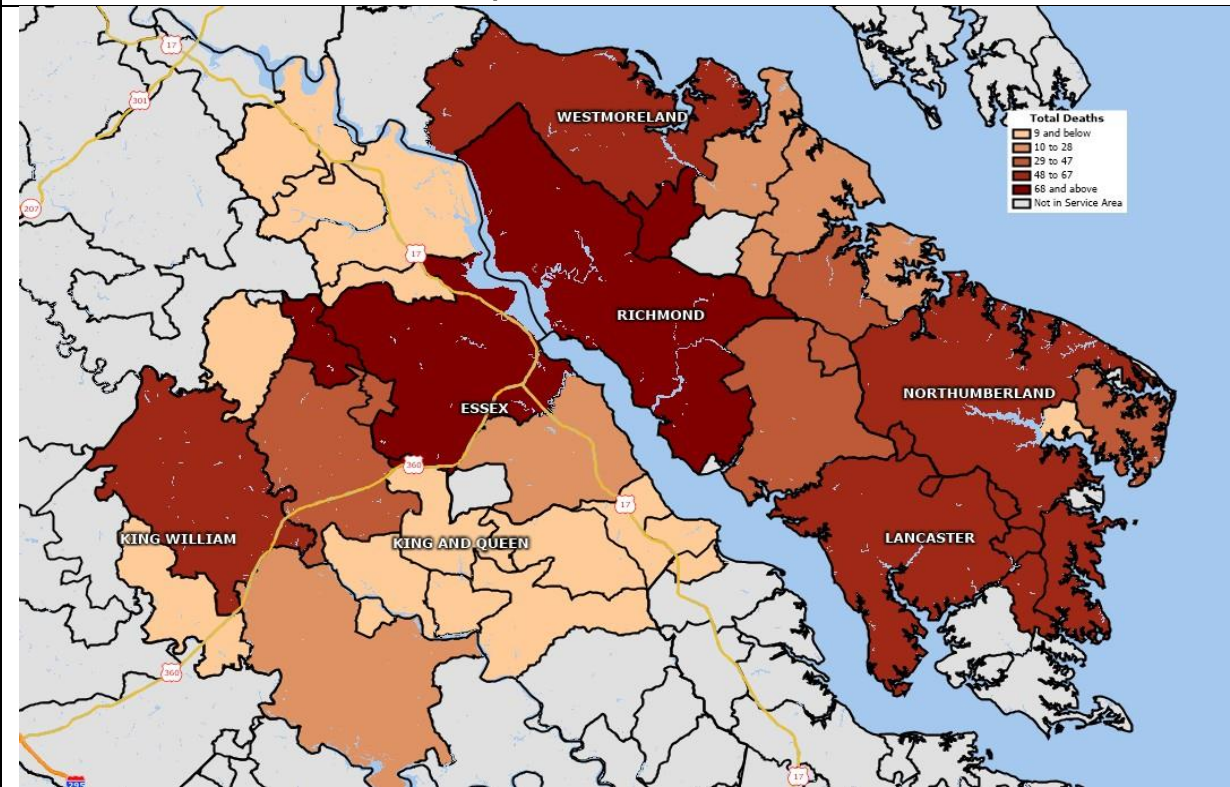 17
301
WESTMORELAND
Total Deaths
9 and below
10 to 28
29 to 47
48 to 67
68 and above
Not in Service Area
207
17
RICHMOND
NORTHUMBERLAND
ESSEX
360
17
KING WILLIAM
KING AND QUEEN
LANCASTER
360
295
17